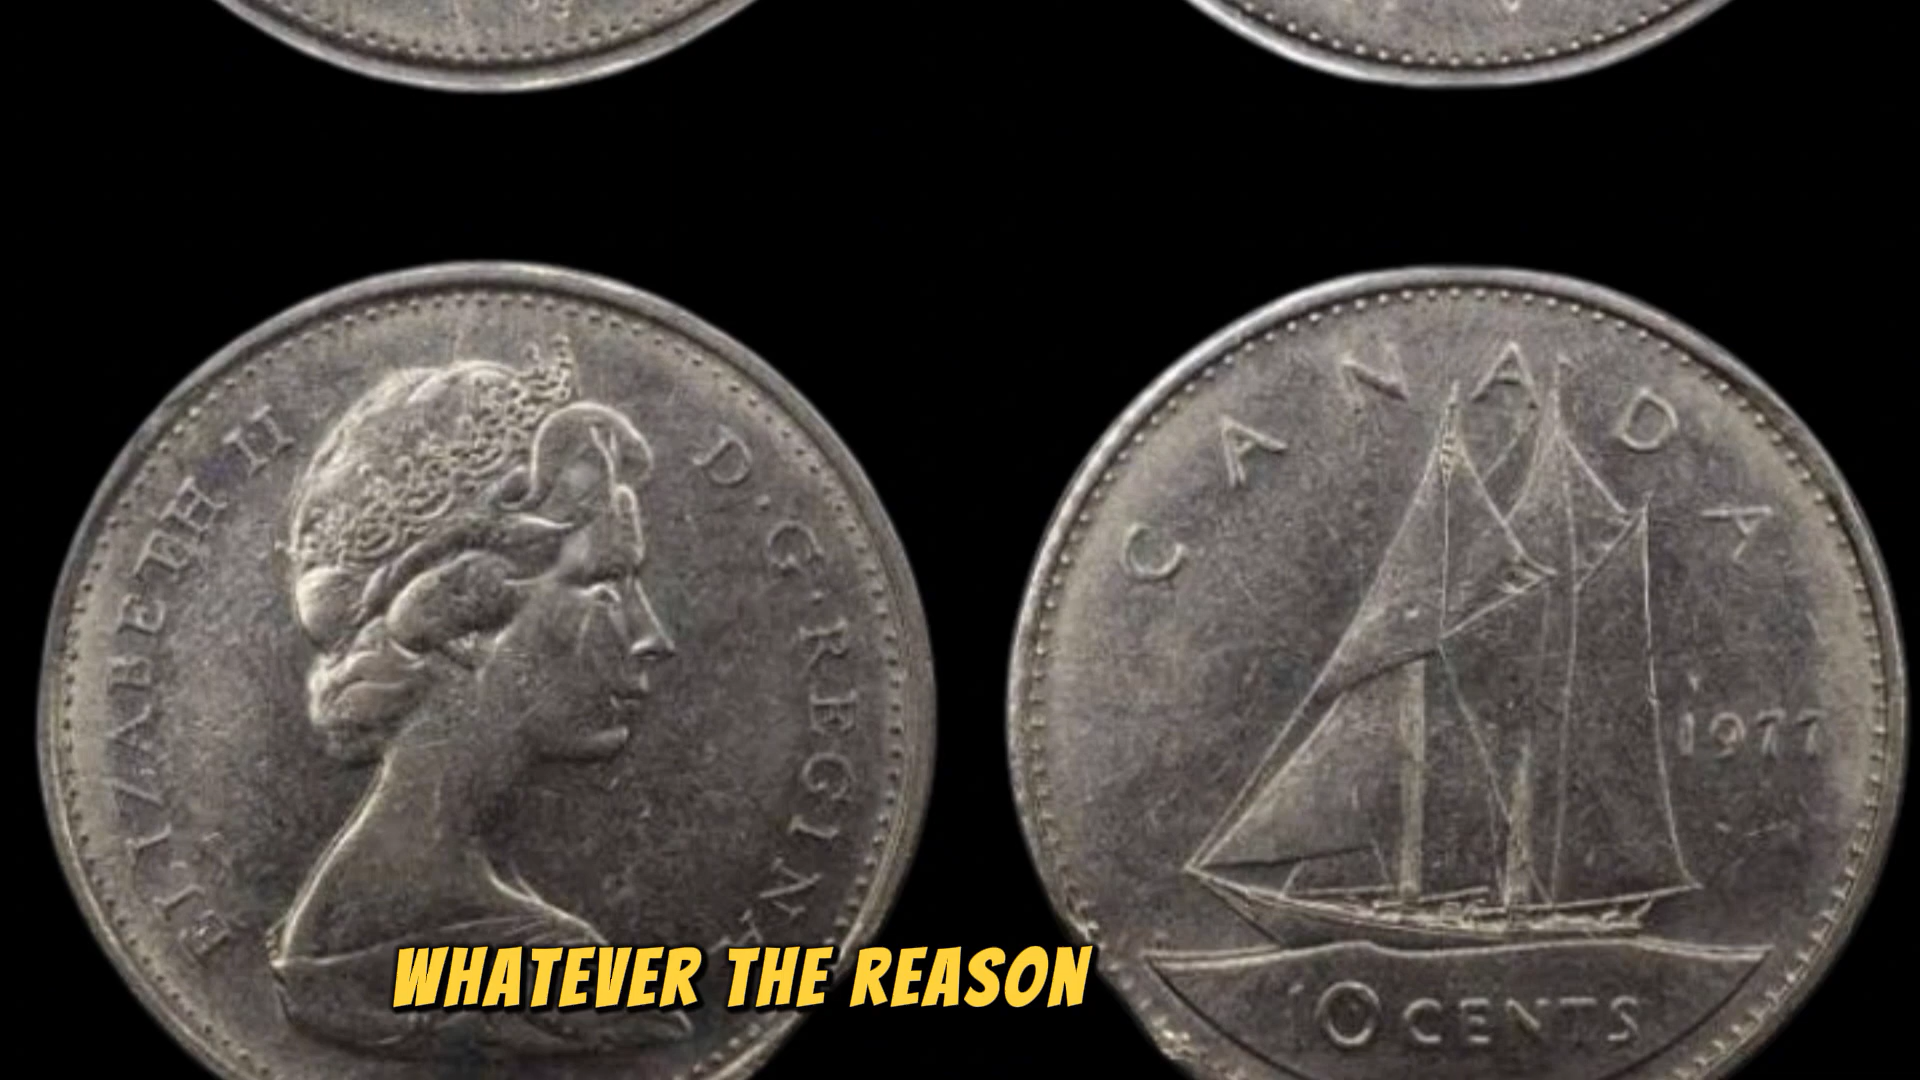 ELIZABETH II
D·G·REGINA
CANADA
1977
10 CENTS
WHATEVER THE REASON